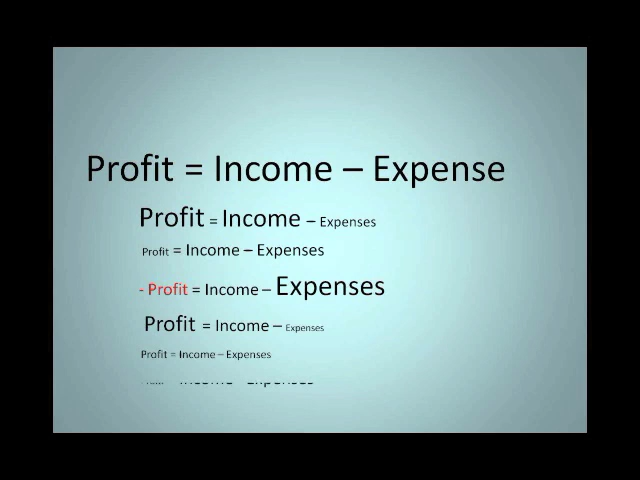 Profit = Income – Expense
Profit = Income – Expenses
Profit = Income – Expenses
- Profit = Income – Expenses
Profit = Income – Expenses
Profit = Income – Expenses